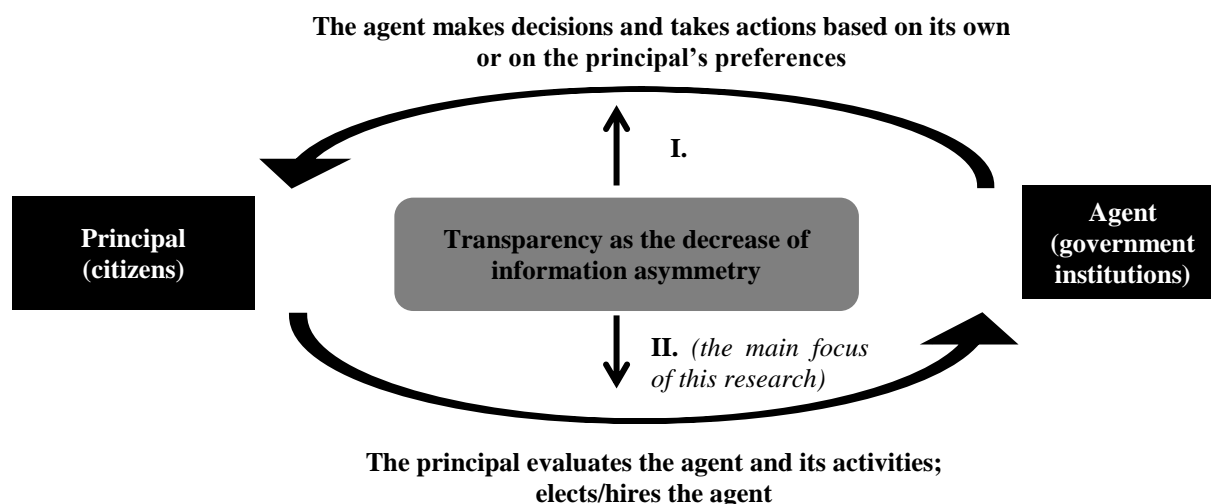 The agent makes decisions and takes actions based on its own
or on the principal’s preferences
I.
Principal
(citizens)
Transparency as the decrease of
information asymmetry
Agent
(government
institutions)
II. (the main focus
of this research)
The principal evaluates the agent and its activities;
elects/hires the agent